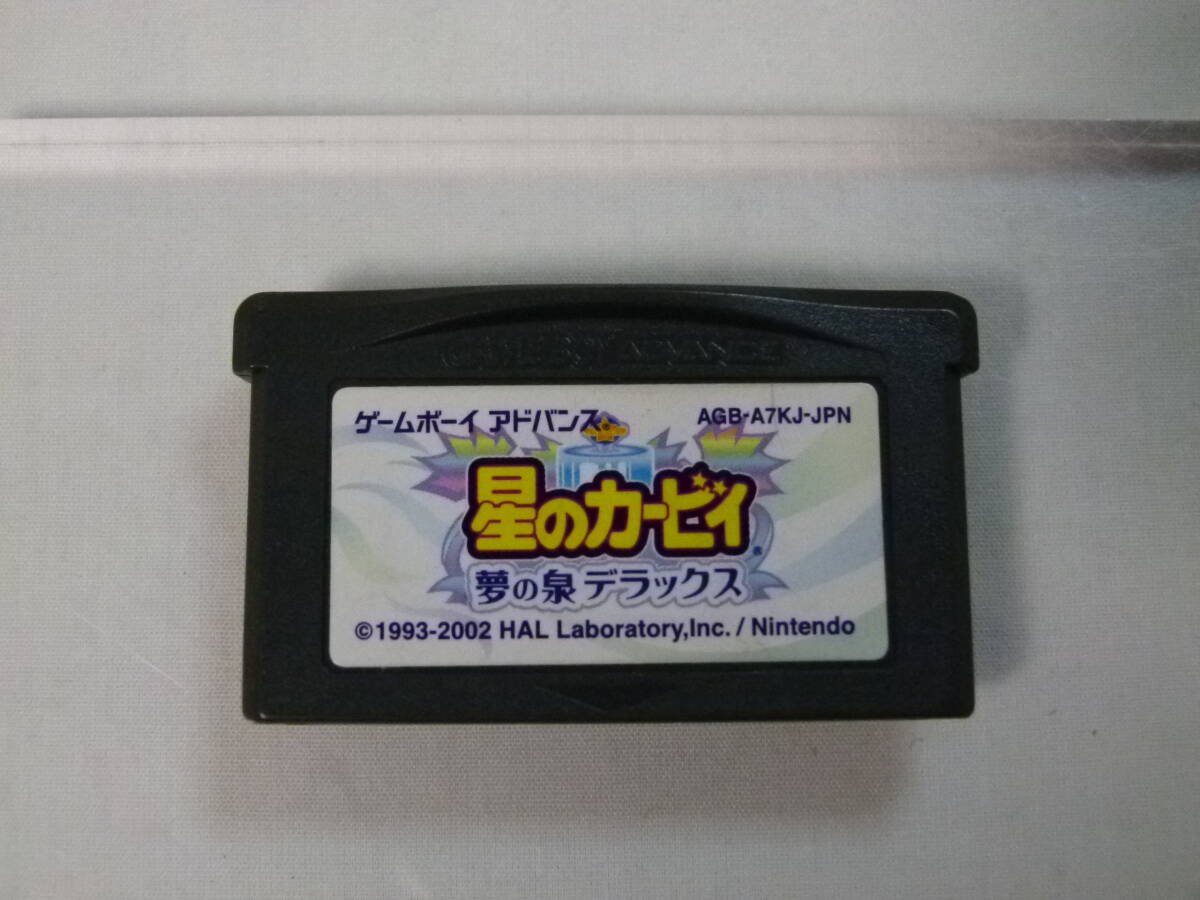 GAME BOY ADVANCE
ゲームボーイ アドバンス AGB-A7KJ-JPN
星のカービィ®
夢の泉 デラックス
©1993-2002 HAL Laboratory,Inc. / Nintendo